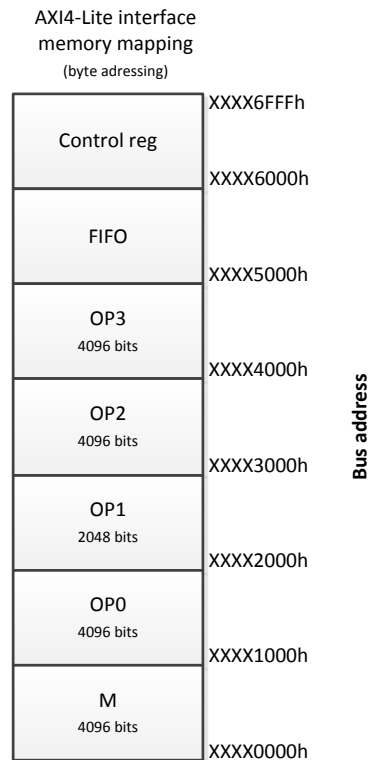 AXI4-Lite interface
memory mapping
(byte adressing)
XXXX6FFFh
Control reg
XXXX6000h
FIFO
XXXX5000h
OP3
4096 bits
XXXX4000h
OP2
4096 bits
XXXX3000h
OP1
2048 bits
XXXX2000h
OP0
4096 bits
XXXX1000h
M
4096 bits
XXXX0000h
Bus address